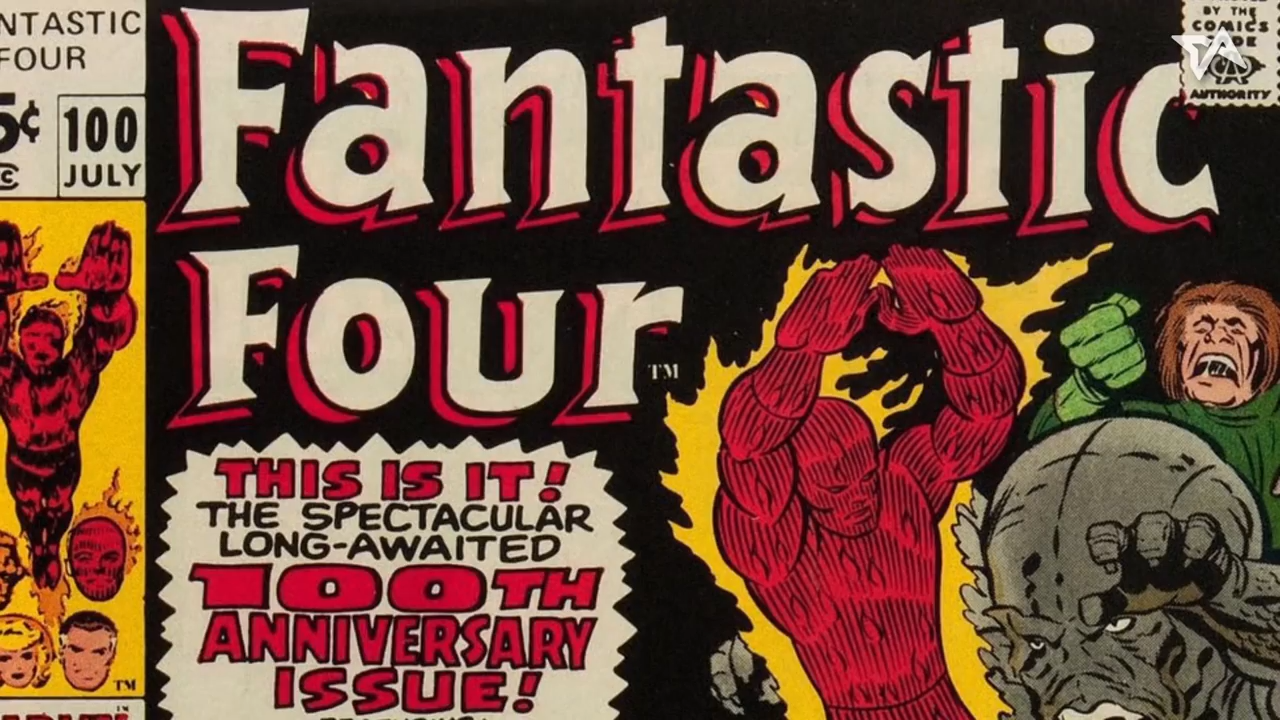 NTASTIC
FOUR
5¢
100
JULY
Fantastic
Four
TM
BY THE
COMICS
AUTHORITY
THIS IS IT!
THE SPECTACULAR
LONG-AWAITED
100TH
ANNIVERSARY
ISSUE!
TM